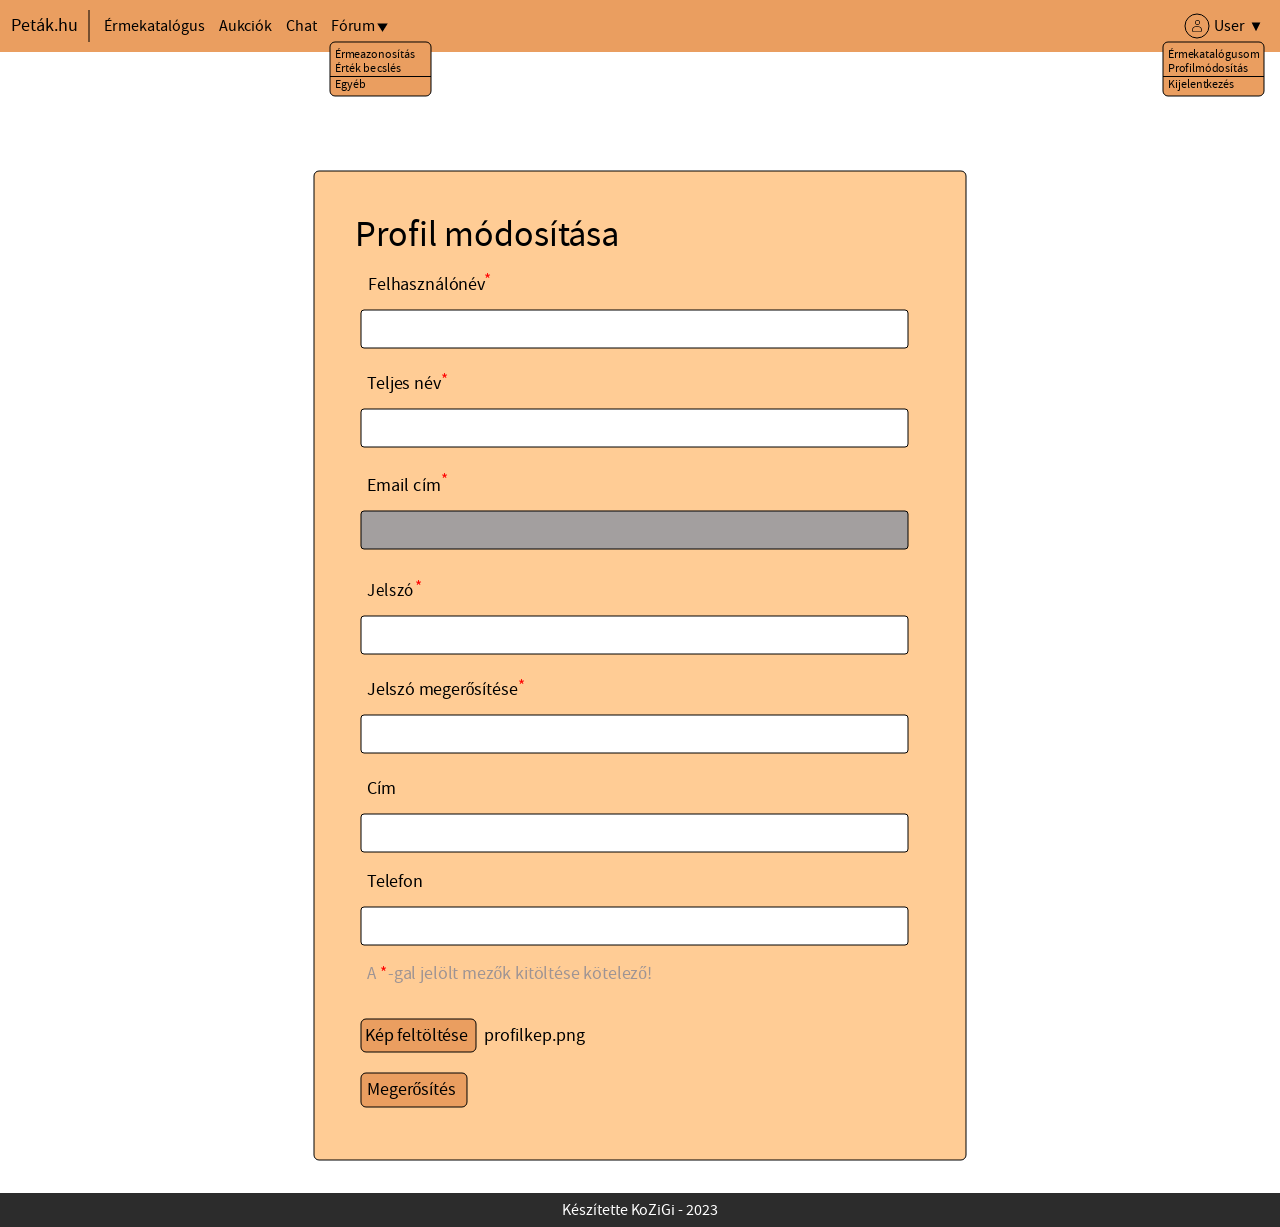 Peták.hu Érmekatalógus Aukciók Chat Fórum▼ User ▼
Érmeazonosítás
Érték becslés
Egyéb
Érmekatalógusom
Profilmódosítás
Kijelentkezés
Profil módosítása
Felhasználónév*
Teljes név*
Email cím*
Jelszó*
Jelszó megerősítése*
Cím
Telefon
A *-gal jelölt mezők kitöltése kötelező!
Kép feltöltése profilkep.png
Megerősítés
Készítette KoZiGi - 2023